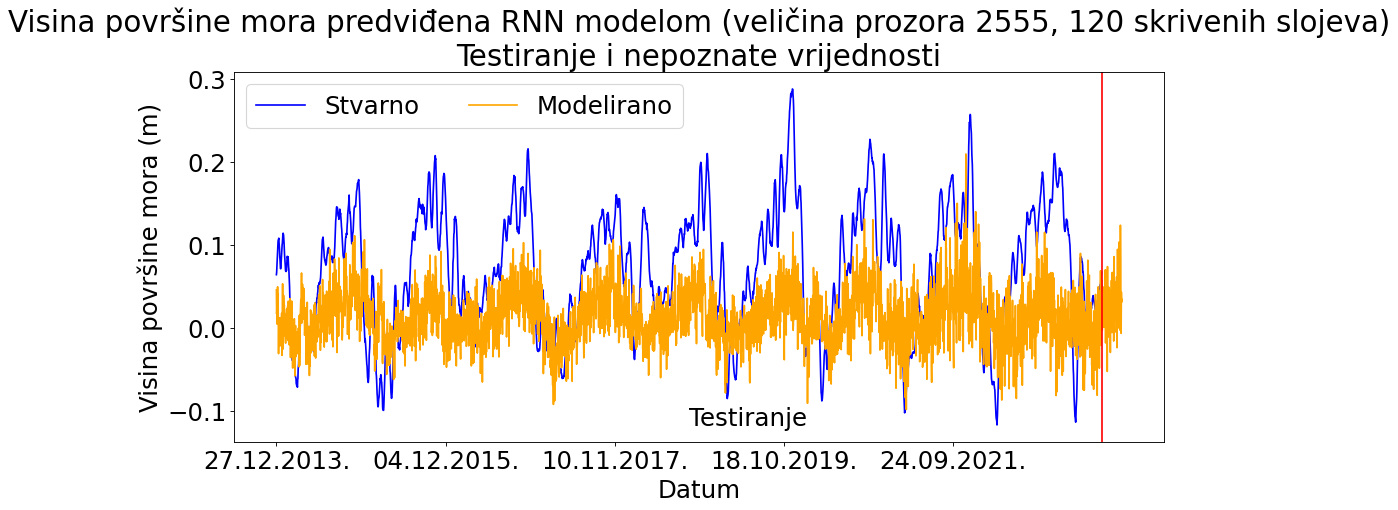 Visina površine mora predviđena RNN modelom (veličina prozora 2555, 120 skrivenih slojeva)
Testiranje i nepoznate vrijednosti
Stvarno
Modelirano
Visina površine mora (m)
0.3
0.2
0.1
0.0
−0.1
Testiranje
27.12.2013.
04.12.2015.
10.11.2017.
18.10.2019.
24.09.2021.
Datum